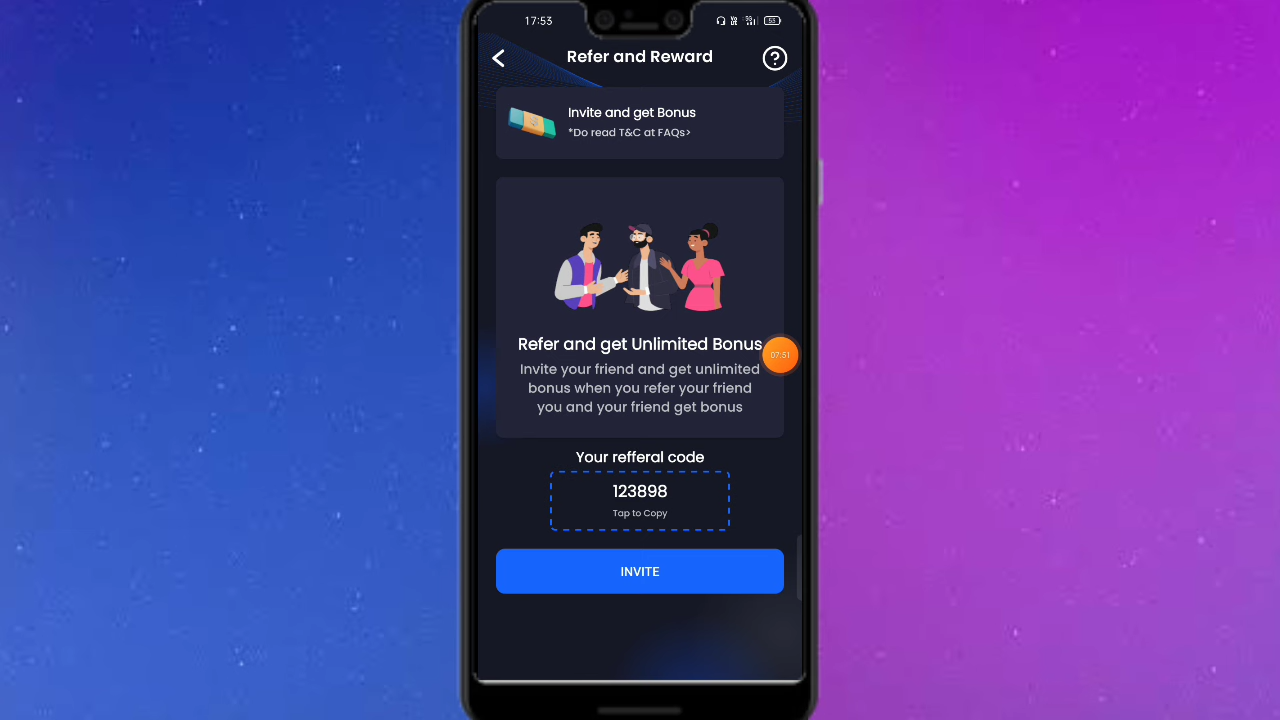 17:53
Refer and Reward
Invite and get Bonus
*Do read T&C at FAQs>
Refer and get Unlimited Bonus
07:51
Invite your friend and get unlimited
bonus when you refer your friend
you and your friend get bonus
Your refferal code
123898
Tap to Copy
INVITE